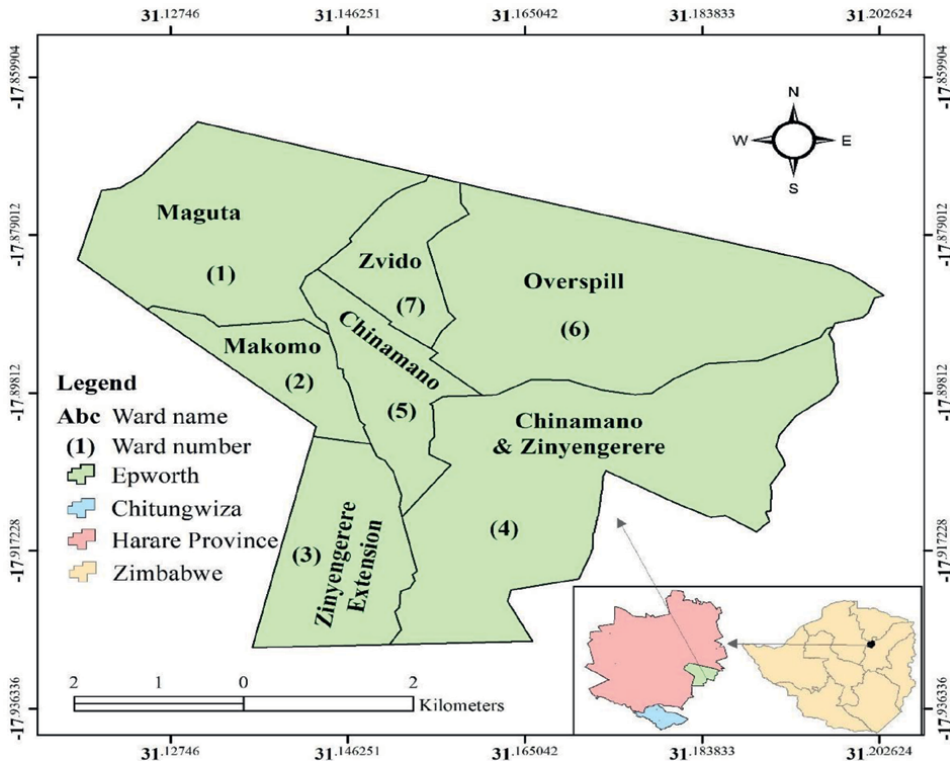 31.12746 31.146251 31.165042 31.183833 31.202624
-17.859904
-17.859904
N
W E
S
Maguta
-17.879012
-17.879012
Zvido
(1)
Overspill
(7)
(6)
Chinamano
Makomo
(2)
Legend
-17.89812
-17.89812
Abc Ward name
(5)
Chinamano
& Zinyengerere
(1) Ward number
Epworth
Chitungwiza
Harare Province
Zimbabwe
(3)
Zinyengerere
Extension
(4)
-17.917228
-17.917228
2 1 0 2
Kilometers
-17.936336
-17.936336
31.12746 31.146251 31.165042 31.183833 31.202624